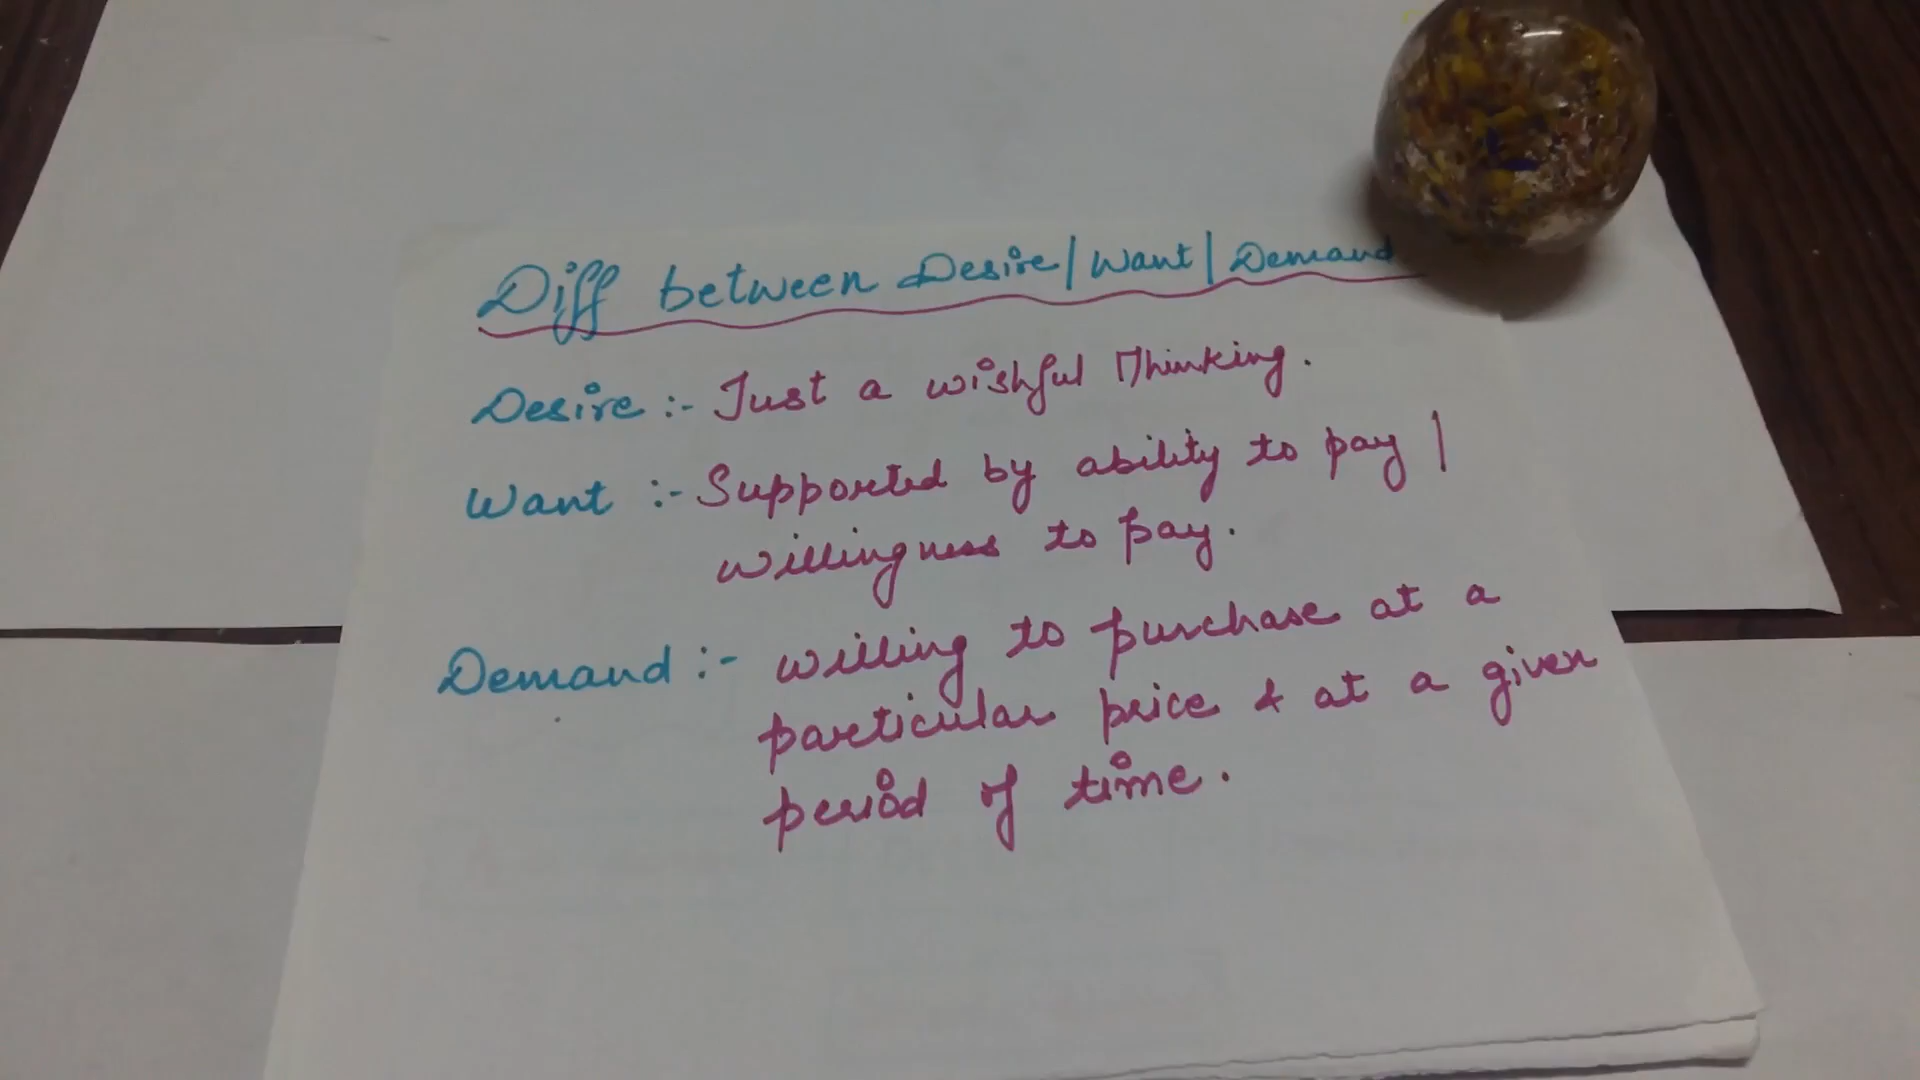 Diff between Desire | Want | Demand
Desire :- Just a wishful Thinking.
Want :- Supported by ability to pay |
willingness to pay.
Demand :- willing to purchase at a
particular price & at a given
period of time.